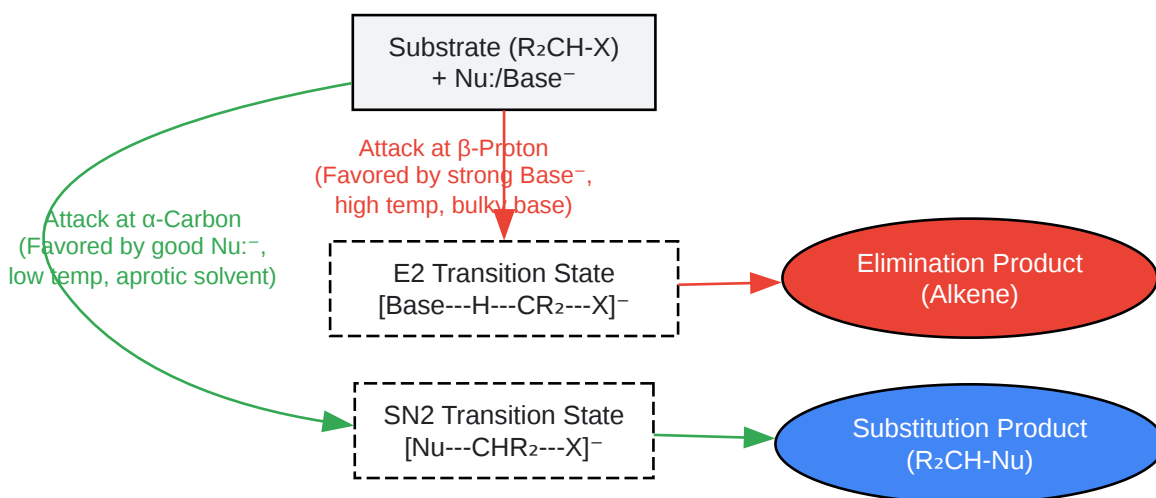 Substrate (R₂CH-X)
+ Nu:/Base⁻
Attack at β-Proton
(Favored by strong Base⁻,
high temp, bulky base)
Attack at α-Carbon
(Favored by good Nu:⁻,
low temp, aprotic solvent)
E2 Transition State
[Base---H---CR₂---X]⁻
Elimination Product
(Alkene)
SN2 Transition State
[Nu---CHR₂---X]⁻
Substitution Product
(R₂CH-Nu)